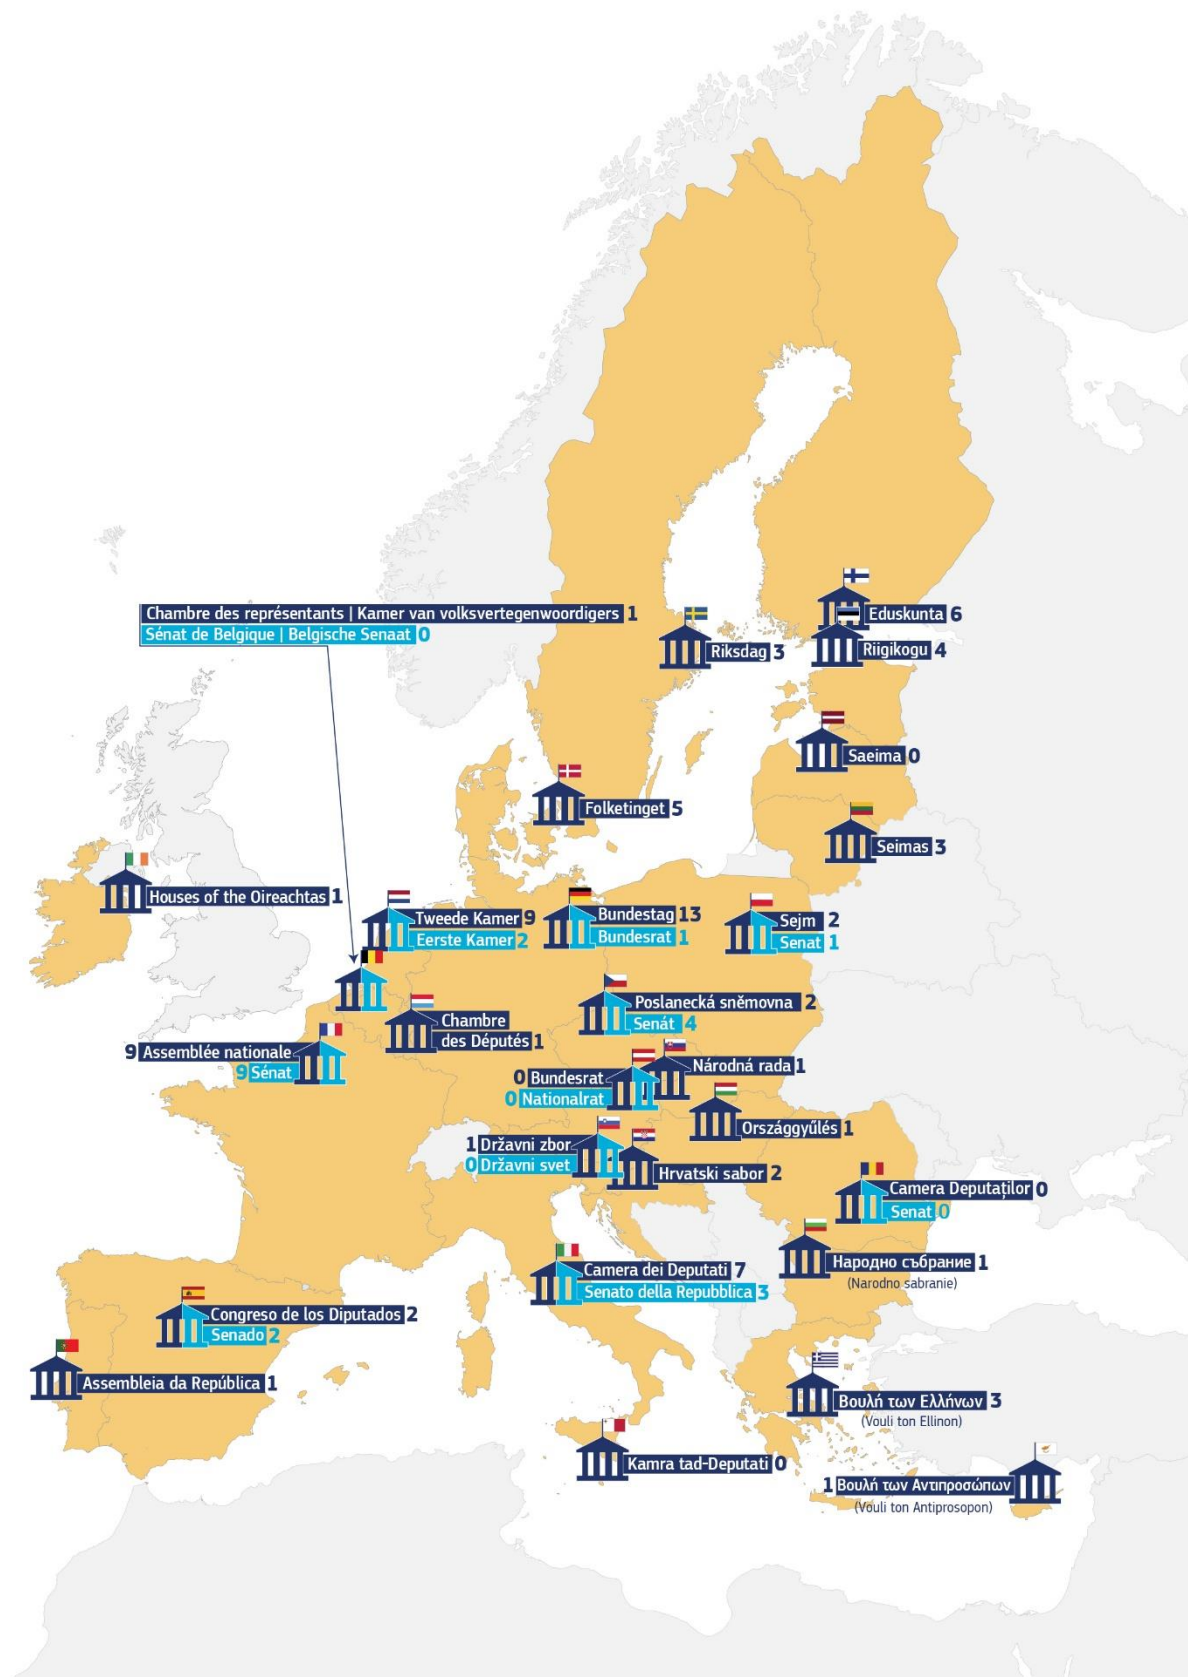 Chambre des représentants | Kamer van volksvertegenwoordigers 1
Sénat de Belgique | Belgische Senaat 0
Eduskunta 6
Riksdag 3
Riigikogu 4
Saeima 0
Folketinget 5
Seimas 3
Houses of the Oireachtas 1
Tweede Kamer 9
Eerste Kamer 2
Bundestag 13
Bundesrat 1
Sejm 2
Senat 1
Poslanecká sněmovna 2
Senát 4
Chambre
des Députés 1
9 Assemblée nationale
9 Sénat
Národná rada 1
0 Bundesrat
0 Nationalrat
Országgyűlés 1
1 Državni zbor
0 Državni svet
Hrvatski sabor 2
Camera Deputaților 0
Senat 0
Народно събрание 1
(Narodno sabranie)
Camera dei Deputati 7
Senato della Repubblica 3
Congreso de los Diputados 2
Senado 2
Assembleia da República 1
Βουλή των Ελλήνων 3
(Vouli ton Ellinon)
Kamra tad-Deputati 0
1 Βουλή των Αντιπροσώπων
(Vouli ton Antiprosopon)